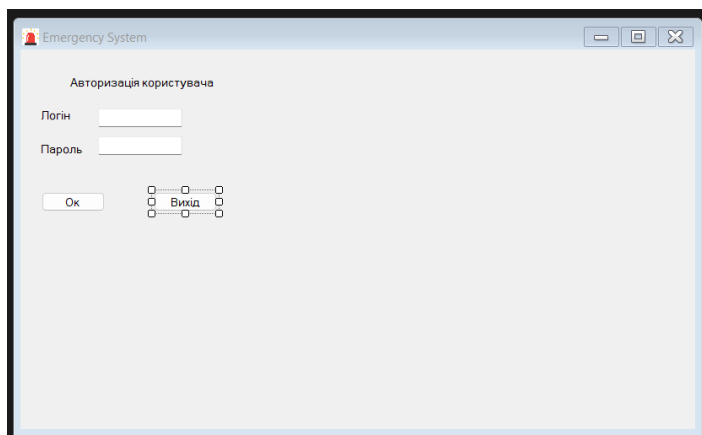 Emergency System
Авторизація користувача
Логін
Пароль
Ок Вихід